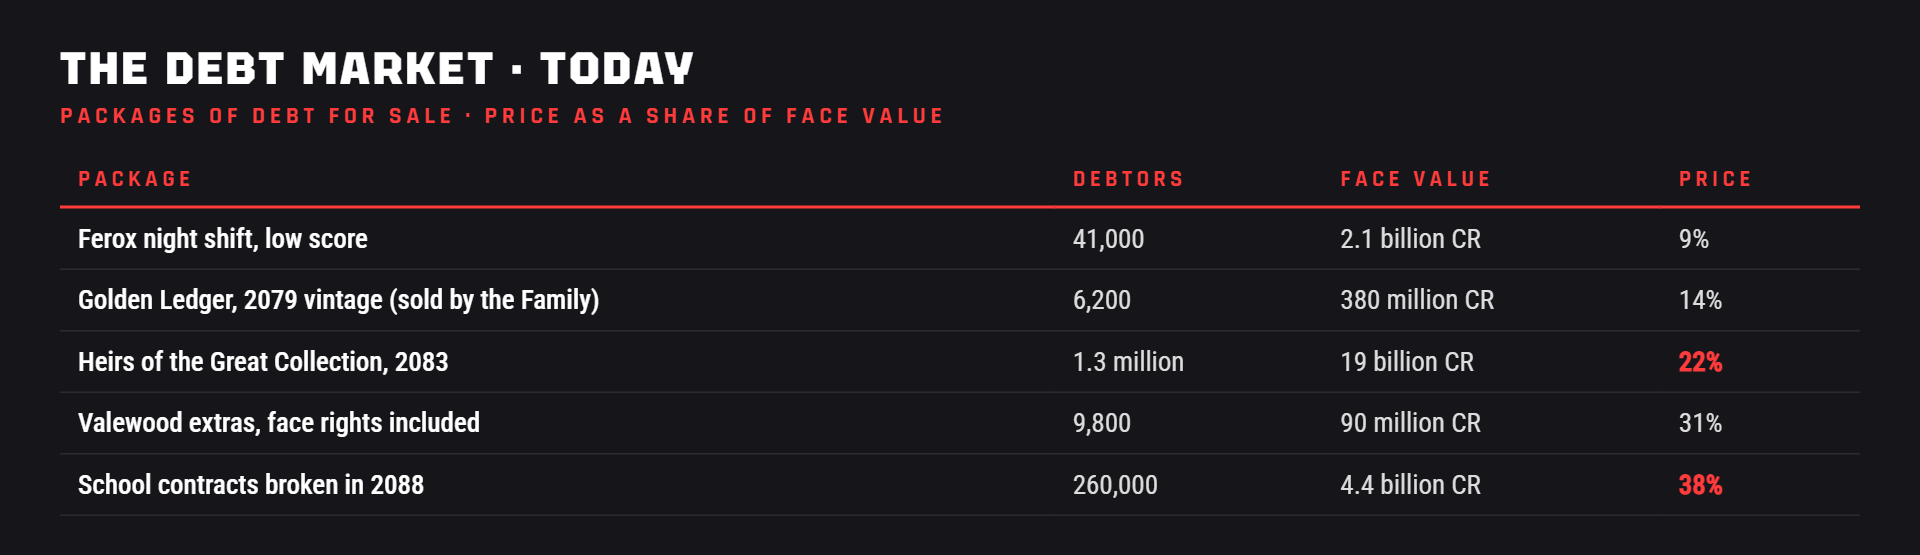 THE DEBT MARKET · TODAY
PACKAGES OF DEBT FOR SALE · PRICE AS A SHARE OF FACE VALUE
PACKAGE DEBTORS FACE VALUE PRICE
Ferox night shift, low score 41,000 2.1 billion CR 9%
Golden Ledger, 2079 vintage (sold by the Family) 6,200 380 million CR 14%
Heirs of the Great Collection, 2083 1.3 million 19 billion CR 22%
Valewood extras, face rights included 9,800 90 million CR 31%
School contracts broken in 2088 260,000 4.4 billion CR 38%